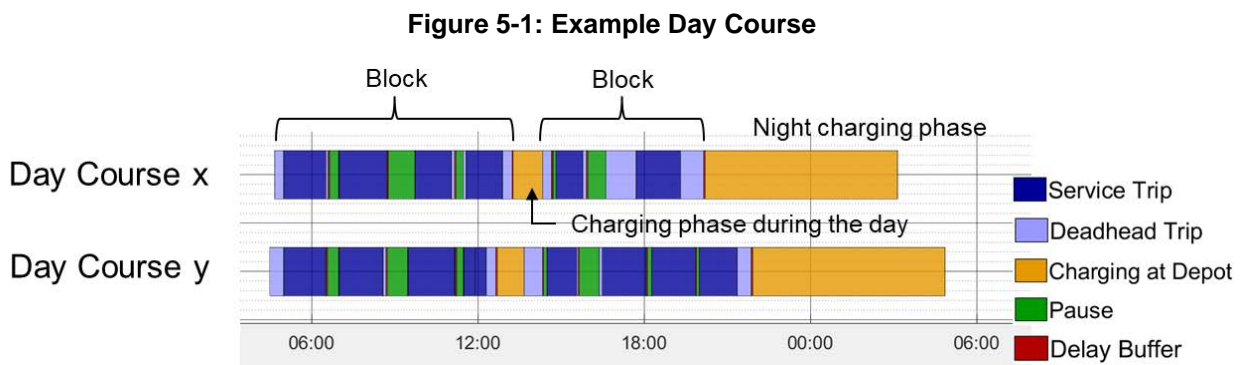 Figure 5-1: Example Day Course
Block
Block
Night charging phase
Day Course x
Charging phase during the day
Day Course y
Service Trip
Deadhead Trip
Charging at Depot
Pause
Delay Buffer
06:00
12:00
18:00
00:00
06:00